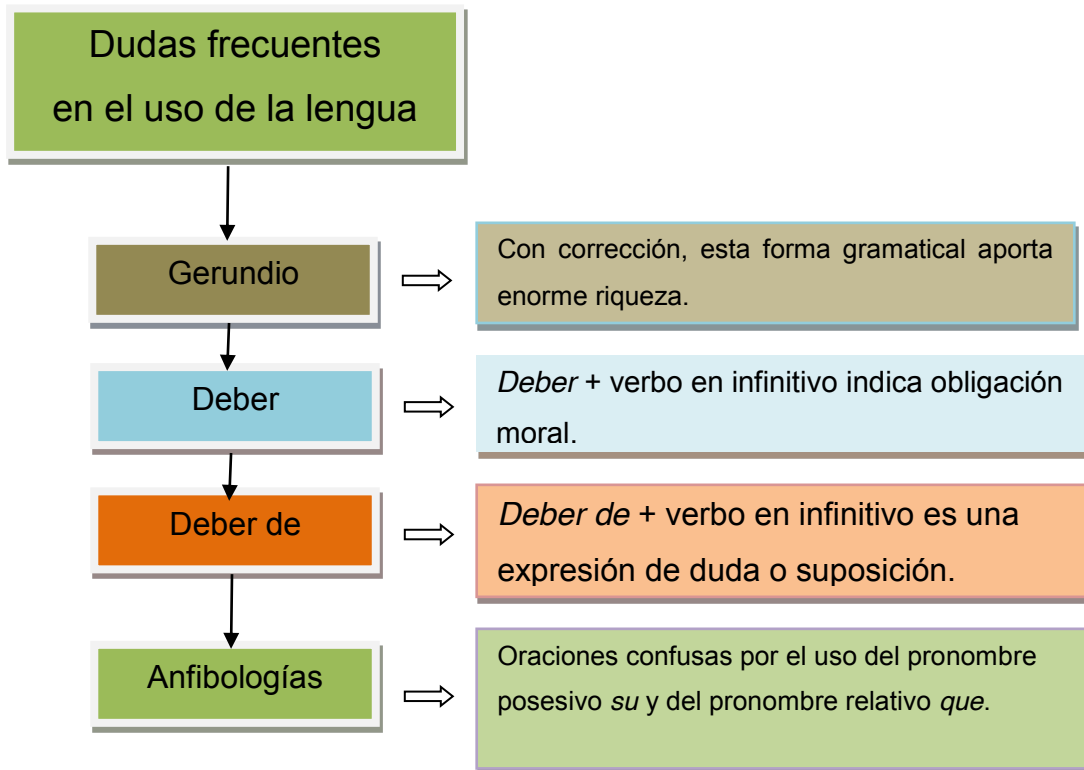 Dudas frecuentes
en el uso de la lengua
Gerundio
Con corrección, esta forma gramatical aporta
enorme riqueza.
Deber
Deber + verbo en infinitivo indica obligación
moral.
Deber de
Deber de + verbo en infinitivo es una
expresión de duda o suposición.
Anfibologías
Oraciones confusas por el uso del pronombre
posesivo su y del pronombre relativo que.